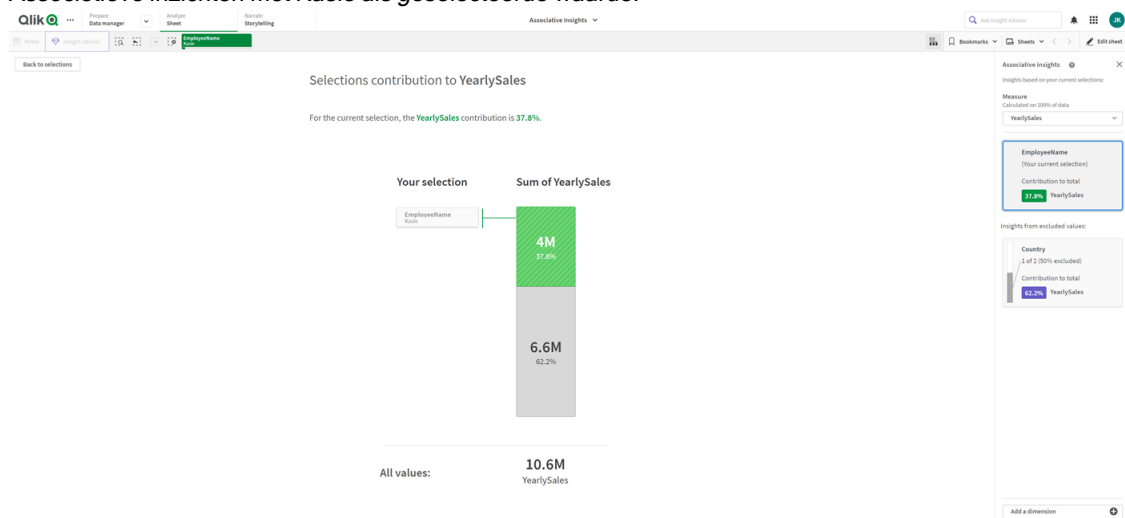 Associatieve inzichten met Kasie als geselecteerde waarde.
Qlik ... Prepare Data manager Analyze Sheet Narrate Storytelling Associative Insights Ask Insight Advisor JK
Notes Insight Advisor EmployeeName Kasie Bookmarks Sheets Edit sheet
Back to selections
Selections contribution to YearlySales
For the current selection, the YearlySales contribution is 37.8%.
Your selection Sum of YearlySales
EmployeeName
Kasie
4M
37.8%
6.6M
62.2%
All values: 10.6M
YearlySales
Associative insights
Insights based on your current selections:
Measure
Calculated on 100% of data
YearlySales
EmployeeName
(Your current selection)
Contribution to total
37.8% YearlySales
Insights from excluded values:
Country
1 of 2 (50% excluded)
Contribution to total
62.2% YearlySales
Add a dimension